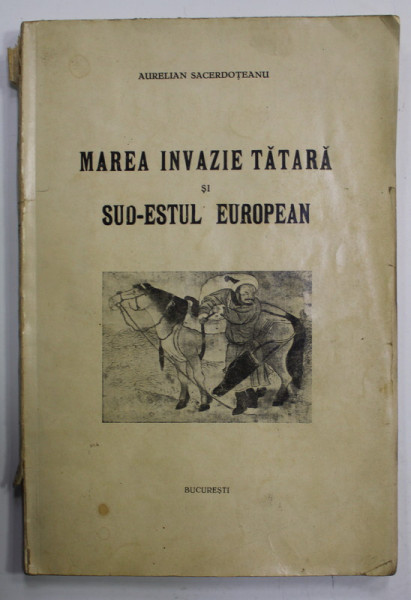 AURELIAN SACERDOȚEANU
MAREA INVAZIE TĂTARĂ
ȘI
SUD-ESTUL EUROPEAN
BUCUREȘTI